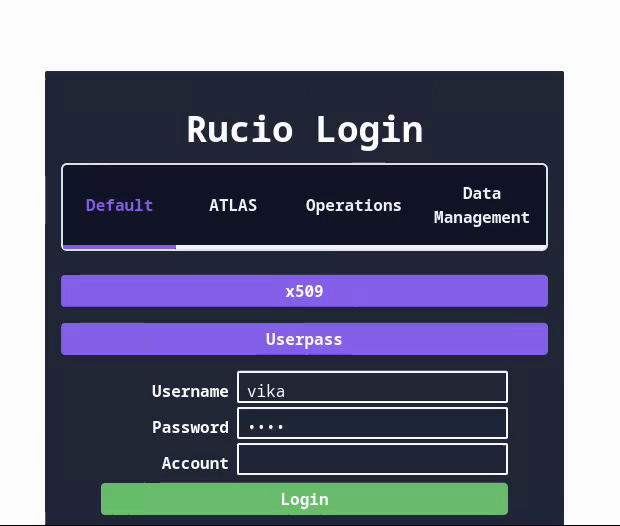 Rucio Login
Default
ATLAS
Operations
Data
Management
x509
Userpass
Username vika
Password ••••
Account
Login